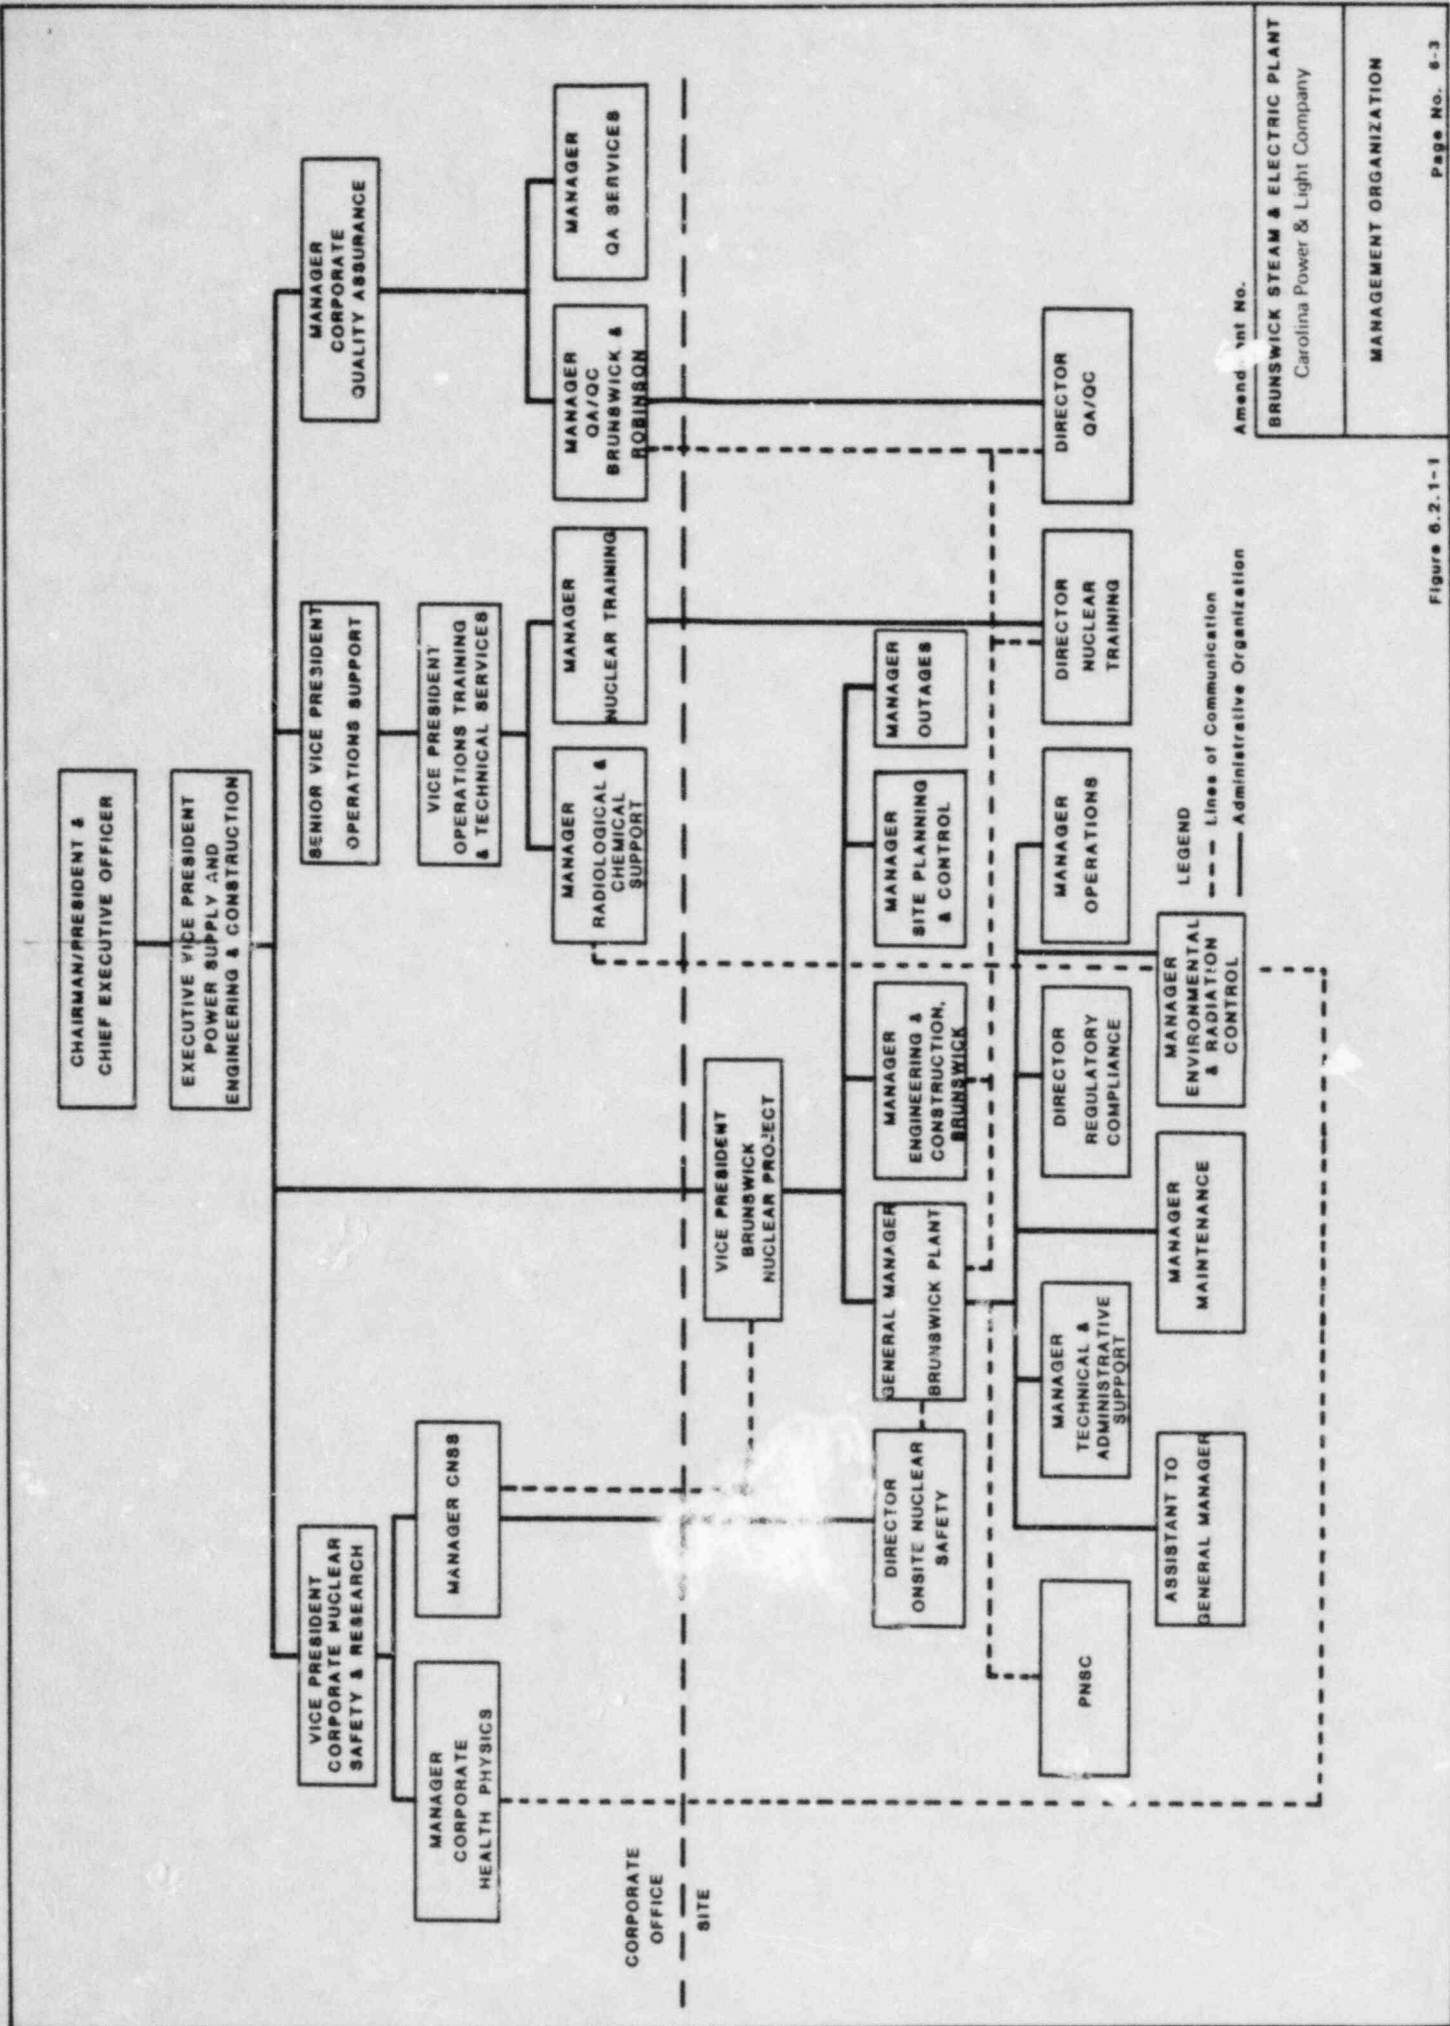 CHAIRMAN/PRESIDENT &
CHIEF EXECUTIVE OFFICER
EXECUTIVE VICE PRESIDENT
POWER SUPPLY AND
ENGINEERING & CONSTRUCTION
VICE PRESIDENT
CORPORATE NUCLEAR
SAFETY & RESEARCH
SENIOR VICE PRESIDENT
OPERATIONS SUPPORT
MANAGER
CORPORATE
QUALITY ASSURANCE
MANAGER
CORPORATE
HEALTH PHYSICS
MANAGER CNSS
VICE PRESIDENT
OPERATIONS TRAINING
& TECHNICAL SERVICES
MANAGER
RADIOLOGICAL &
CHEMICAL
SUPPORT
MANAGER
NUCLEAR TRAINING
MANAGER
QA/QC
BRUNSWICK &
ROBINSON
MANAGER
QA SERVICES
CORPORATE
OFFICE
SITE
VICE PRESIDENT
BRUNSWICK
NUCLEAR PROJECT
DIRECTOR
ONSITE NUCLEAR
SAFETY
GENERAL MANAGER
BRUNSWICK PLANT
MANAGER
ENGINEERING &
CONSTRUCTION,
BRUNSWICK
MANAGER
SITE PLANNING
& CONTROL
MANAGER
OUTAGES
PNSC
MANAGER
TECHNICAL &
ADMINISTRATIVE
SUPPORT
DIRECTOR
REGULATORY
COMPLIANCE
MANAGER
OPERATIONS
DIRECTOR
NUCLEAR
TRAINING
DIRECTOR
QA/QC
ASSISTANT TO
GENERAL MANAGER
MANAGER
MAINTENANCE
MANAGER
ENVIRONMENTAL
& RADIATION
CONTROL
LEGEND
Lines of Communication
Administrative Organization
No.
BRUNSWICK STEAM & ELECTRIC PLANT
Carolina Power & Light Company
MANAGEMENT ORGANIZATION
Figure 6.2.1-1
Page No. 6-3